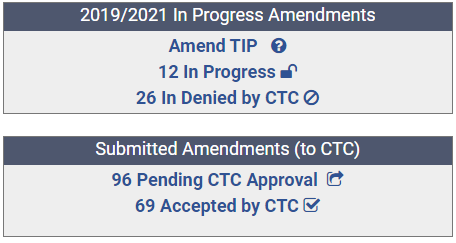 2019/2021 In Progress Amendments
Amend TIP
12 In Progress
26 In Denied by CTC
Submitted Amendments (to CTC)
96 Pending CTC Approval
69 Accepted by CTC